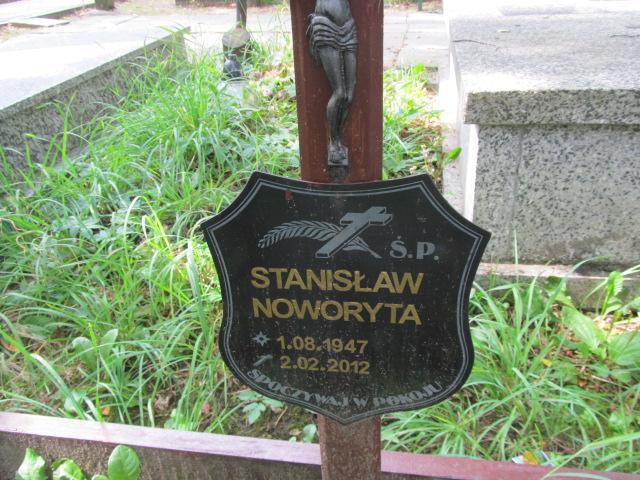 Ś.P.
STANISŁAW
NOWORYTA
1.08.1947
2.02.2012
SPOCZYWAJ W POKOJU